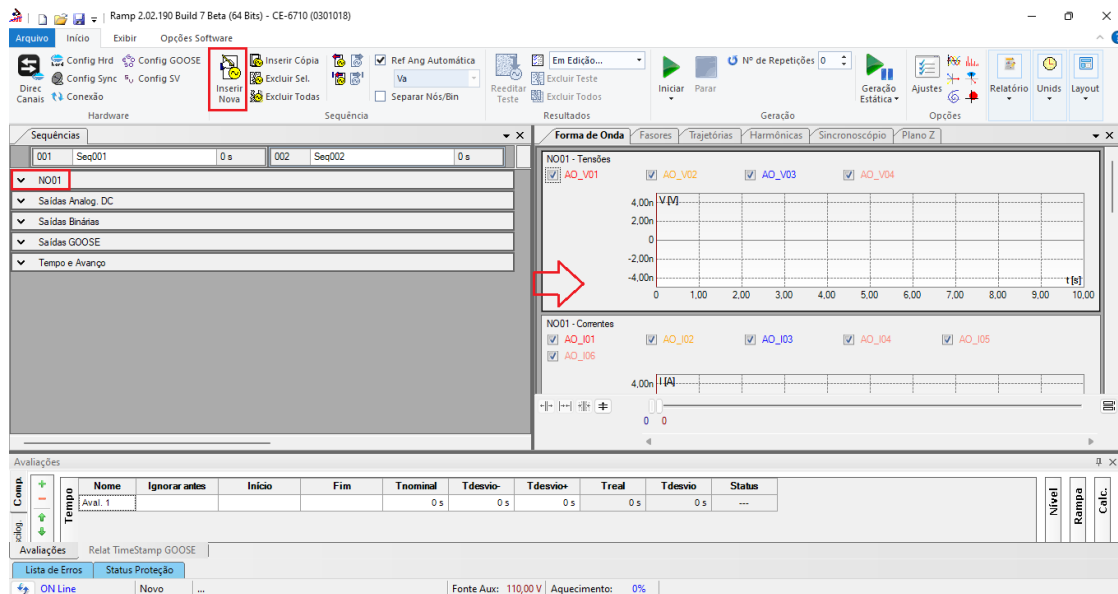 Ramp 2.02.190 Build 7 Beta (64 Bits) - CE-6710 (0301018)
Arquivo Início Exibir Opções Software
Direc Canais
Config Hrd Config GOOSE
Config Sync Config SV
Conexão
Hardware
Inserir Nova
Inserir Cópia
Excluir Sel.
Excluir Todas
Ref Ang Automática
Va
Separar Nós/Bin
Sequência
Reeditar Teste
Em Edição...
Excluir Teste
Excluir Todos
Resultados
Iniciar Parar
Nº de Repetições 0
Geração Estática
Geração
Ajustes
Opções
Relatório Unids Layout
Sequências
001 Seq001 0 s 002 Seq002 0 s
NO01
Saídas Analog. DC
Saídas Binárias
Saídas GOOSE
Tempo e Avanço
Forma de Onda Fasores Trajetórias Harmônicas Sincronoscópio Plano Z
NO01 - Tensões
AO_V01 AO_V02 AO_V03 AO_V04
V [V]
4,00n
2,00n
0
-2,00n
-4,00n
t [s]
0 1,00 2,00 3,00 4,00 5,00 6,00 7,00 8,00 9,00 10,00
NO01 - Correntes
AO_I01 AO_I02 AO_I03 AO_I04 AO_I05
AO_I06
4,00n I [A]
0 0
Avaliações
Comp.
Tempo
Nome Ignorar antes Início Fim Tnominal Tdesvio- Tdesvio+ Treal Tdesvio Status
Aval. 1 0 s 0 s 0 s 0 s 0 s ---
Nível
Rampa
Calc.
Avaliações Relat TimeStamp GOOSE
Lista de Erros Status Proteção
ON Line Novo ... Fonte Aux: 110,00 V Aquecimento: 0%